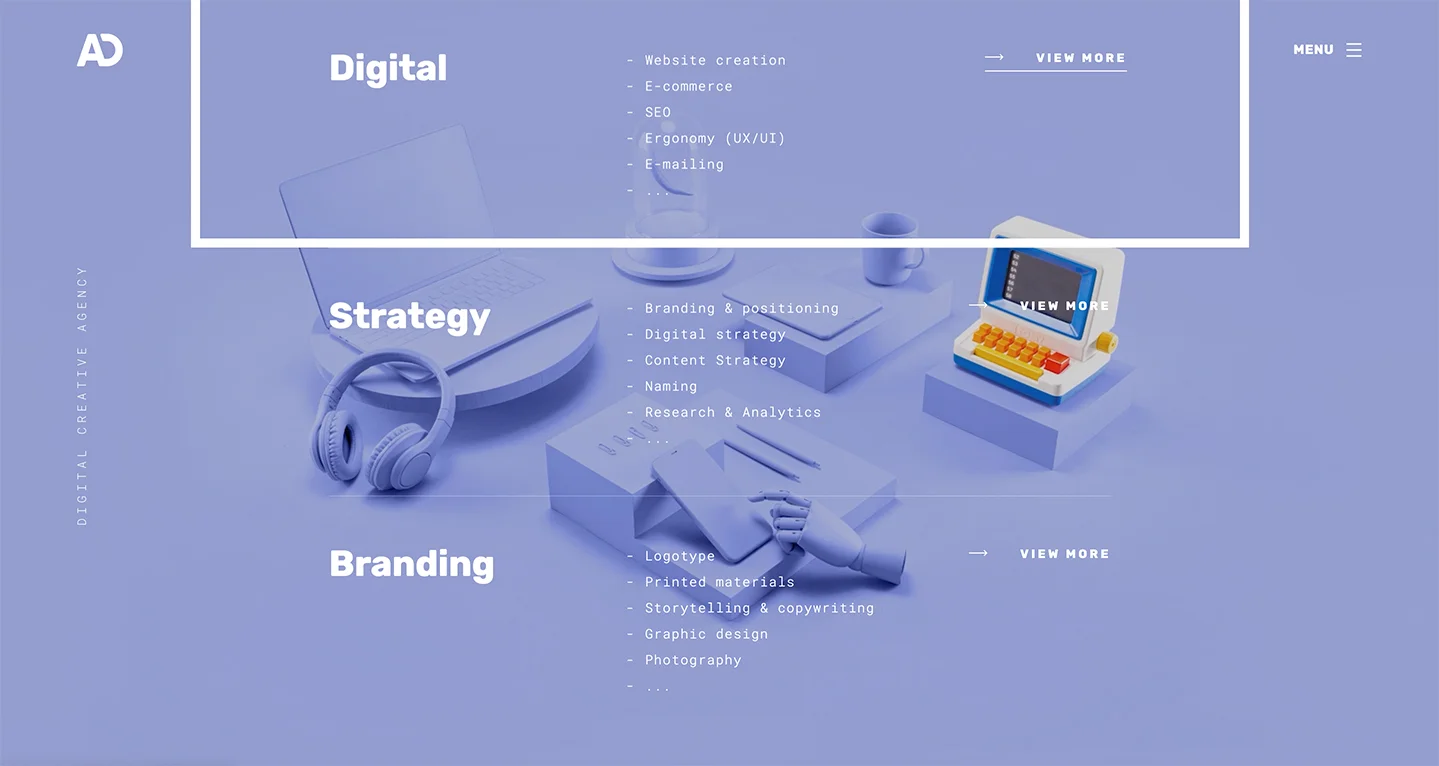 AD
MENU
Digital
- Website creation
- E-commerce
- SEO
- Ergonomy (UX/UI)
- E-mailing
- ...
VIEW MORE
DIGITAL CREATIVE AGENCY
Strategy
- Branding & positioning
- Digital strategy
- Content Strategy
- Naming
- Research & Analytics
- ...
VIEW MORE
Branding
- Logotype
- Printed materials
- Storytelling & copywriting
- Graphic design
- Photography
- ...
VIEW MORE